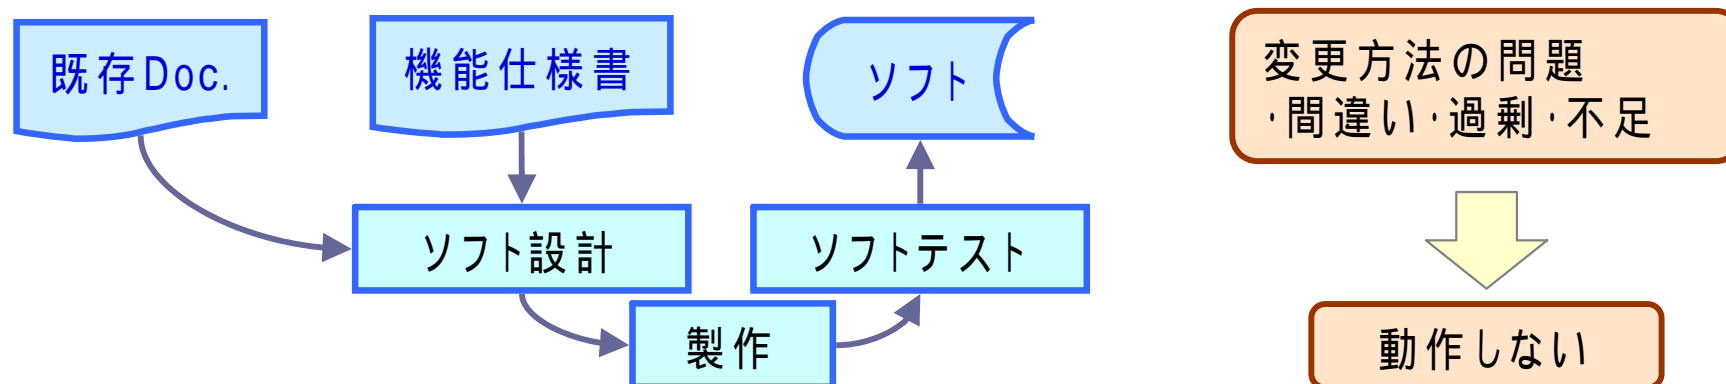 既存Doc.
機能仕様書
ソフト
変更方法の問題
・間違い・過剰・不足
ソフト設計
ソフトテスト
製作
動作しない